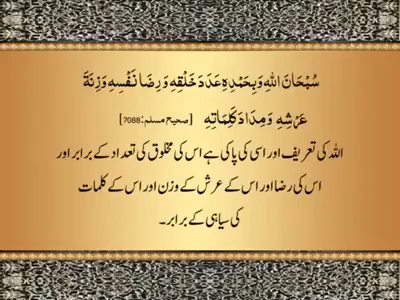 سُبْحَانَ اللهِ وَبِحَمْدِهِ عَدَدَ خَلْقِهِ وَرِضَا نَفْسِهِ وَزِنَةَ
عَرْشِهِ وَمِدَادَ كَلِمَاتِهِ [صحیح مسلم:7088]
اللہ کی تعریف اور اسی کی پاکی ہے اس کی مخلوق کی تعداد کے برابر اور
اس کی رضا اور اس کے عرش کے وزن اور اس کے کلمات
کی سیاہی کے برابر۔